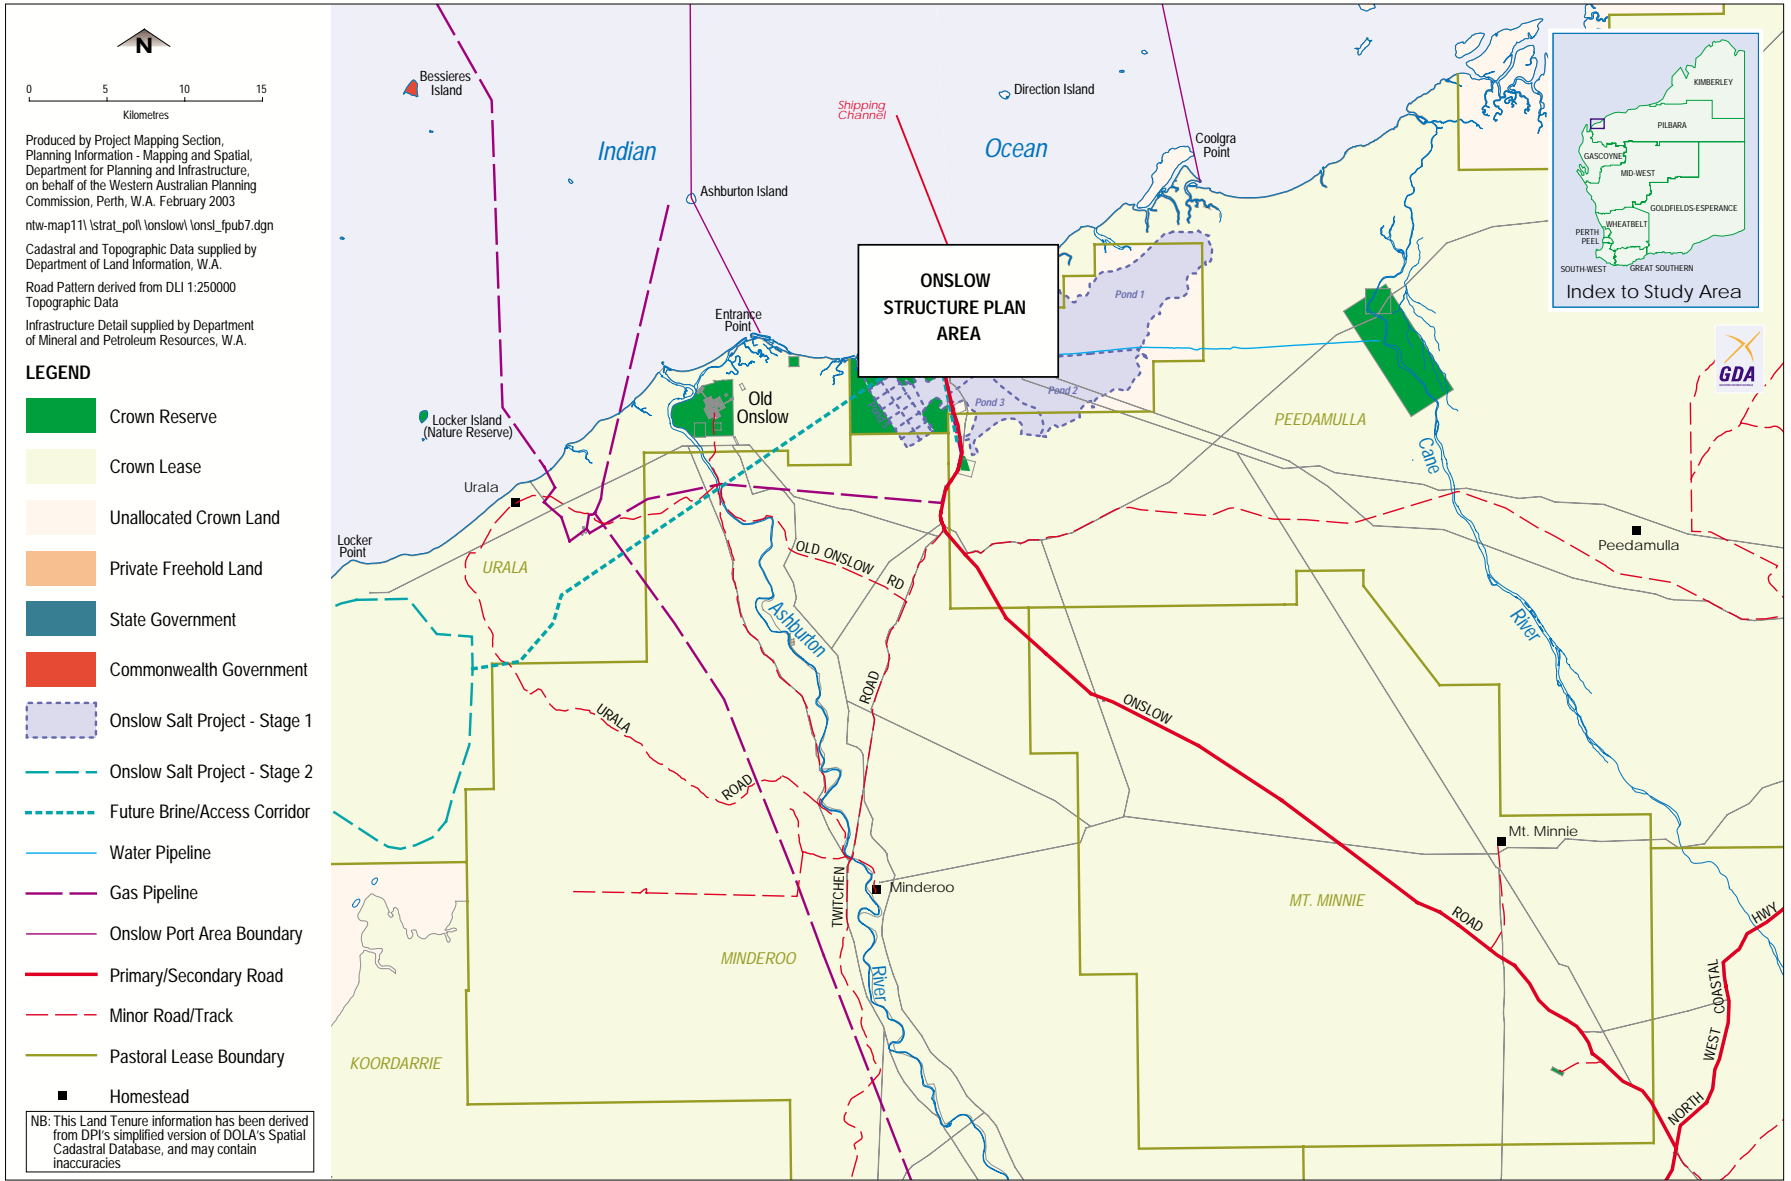 N
0 5 10 15
Kilometres
Produced by Project Mapping Section,
Planning Information - Mapping and Spatial,
Department for Planning and Infrastructure,
on behalf of the Western Australian Planning
Commission, Perth, W.A. February 2003
ntw-map11\ \strat_pol\ \onslow\ \onsl_fpub7.dgn
Cadastral and Topographic Data supplied by
Department of Land Information, W.A.
Road Pattern derived from DLI 1:250000
Topographic Data
Infrastructure Detail supplied by Department
of Mineral and Petroleum Resources, W.A.
LEGEND
Crown Reserve
Crown Lease
Unallocated Crown Land
Private Freehold Land
State Government
Commonwealth Government
Onslow Salt Project - Stage 1
Onslow Salt Project - Stage 2
Future Brine/Access Corridor
Water Pipeline
Gas Pipeline
Onslow Port Area Boundary
Primary/Secondary Road
Minor Road/Track
Pastoral Lease Boundary
Homestead
NB: This Land Tenure information has been derived
from DPI's simplified version of DOLA's Spatial
Cadastral Database, and may contain
inaccuracies
Bessieres
Island
Indian
Ocean
Shipping
Channel
Direction Island
Coolgra
Point
Ashburton Island
Entrance
Point
ONSLOW
STRUCTURE PLAN
AREA
Pond 1
Pond 2
Pond 3
Locker Island
(Nature Reserve)
Old
Onslow
Urala
Locker
Point
URALA
OLD ONSLOW RD
Ashburton
River
URALA
ROAD
ROAD
TWITCHEN
Minderoo
MINDEROO
KOORDARRIE
PEEDAMULLA
Cane
River
Peedamulla
ONSLOW
ROAD
Mt. Minnie
MT. MINNIE
NORTH
WEST COASTAL
HWY
KIMBERLEY
PILBARA
GASCOYNE
MID-WEST
GOLDFIELDS-ESPERANCE
WHEATBELT
PERTH
PEEL
SOUTH-WEST
GREAT SOUTHERN
Index to Study Area
GDA